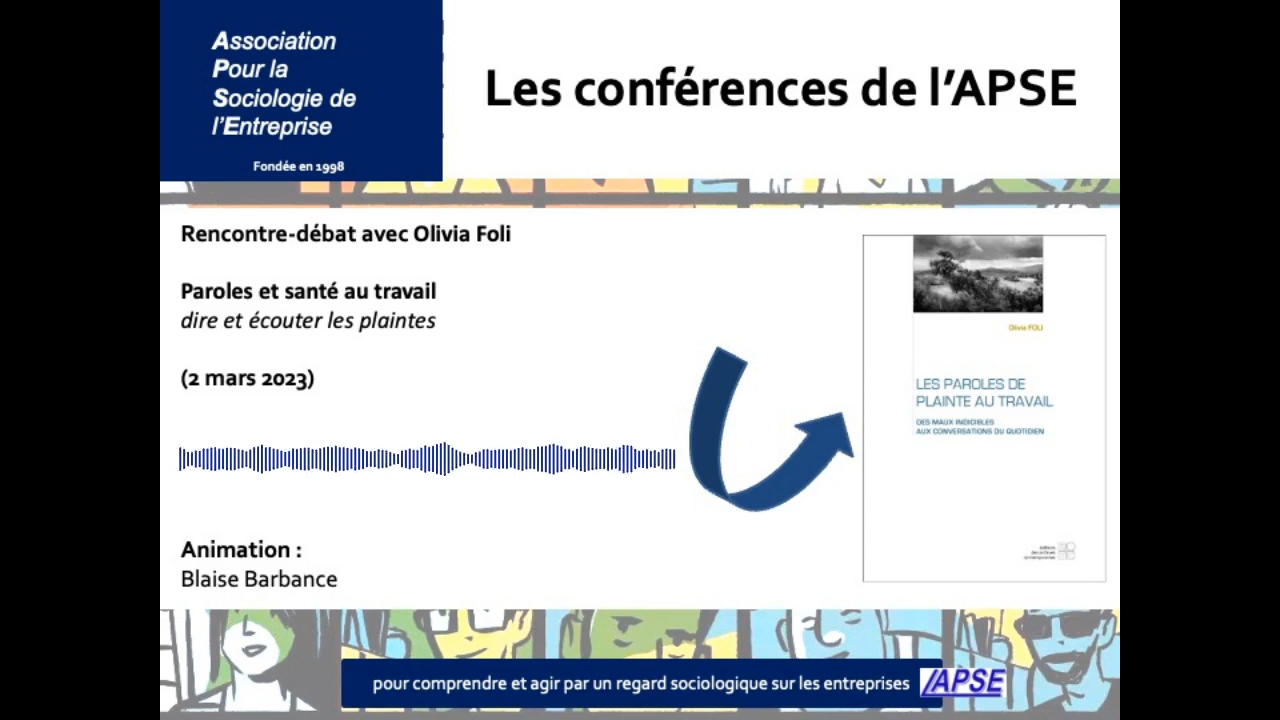 Association
Pour la
Sociologie de
l'Entreprise
Fondée en 1998
Les conférences de l'APSE
Rencontre-débat avec Olivia Foli
Paroles et santé au travail
dire et écouter les plaintes
(2 mars 2023)
Olivia FOLI
LES PAROLES DE
PLAINTE AU TRAVAIL
DES MAUX INDICIBLES
AUX CONVERSATIONS DU QUOTIDIEN
Animation :
Blaise Barbance
pour comprendre et agir par un regard sociologique sur les entreprises
APSE